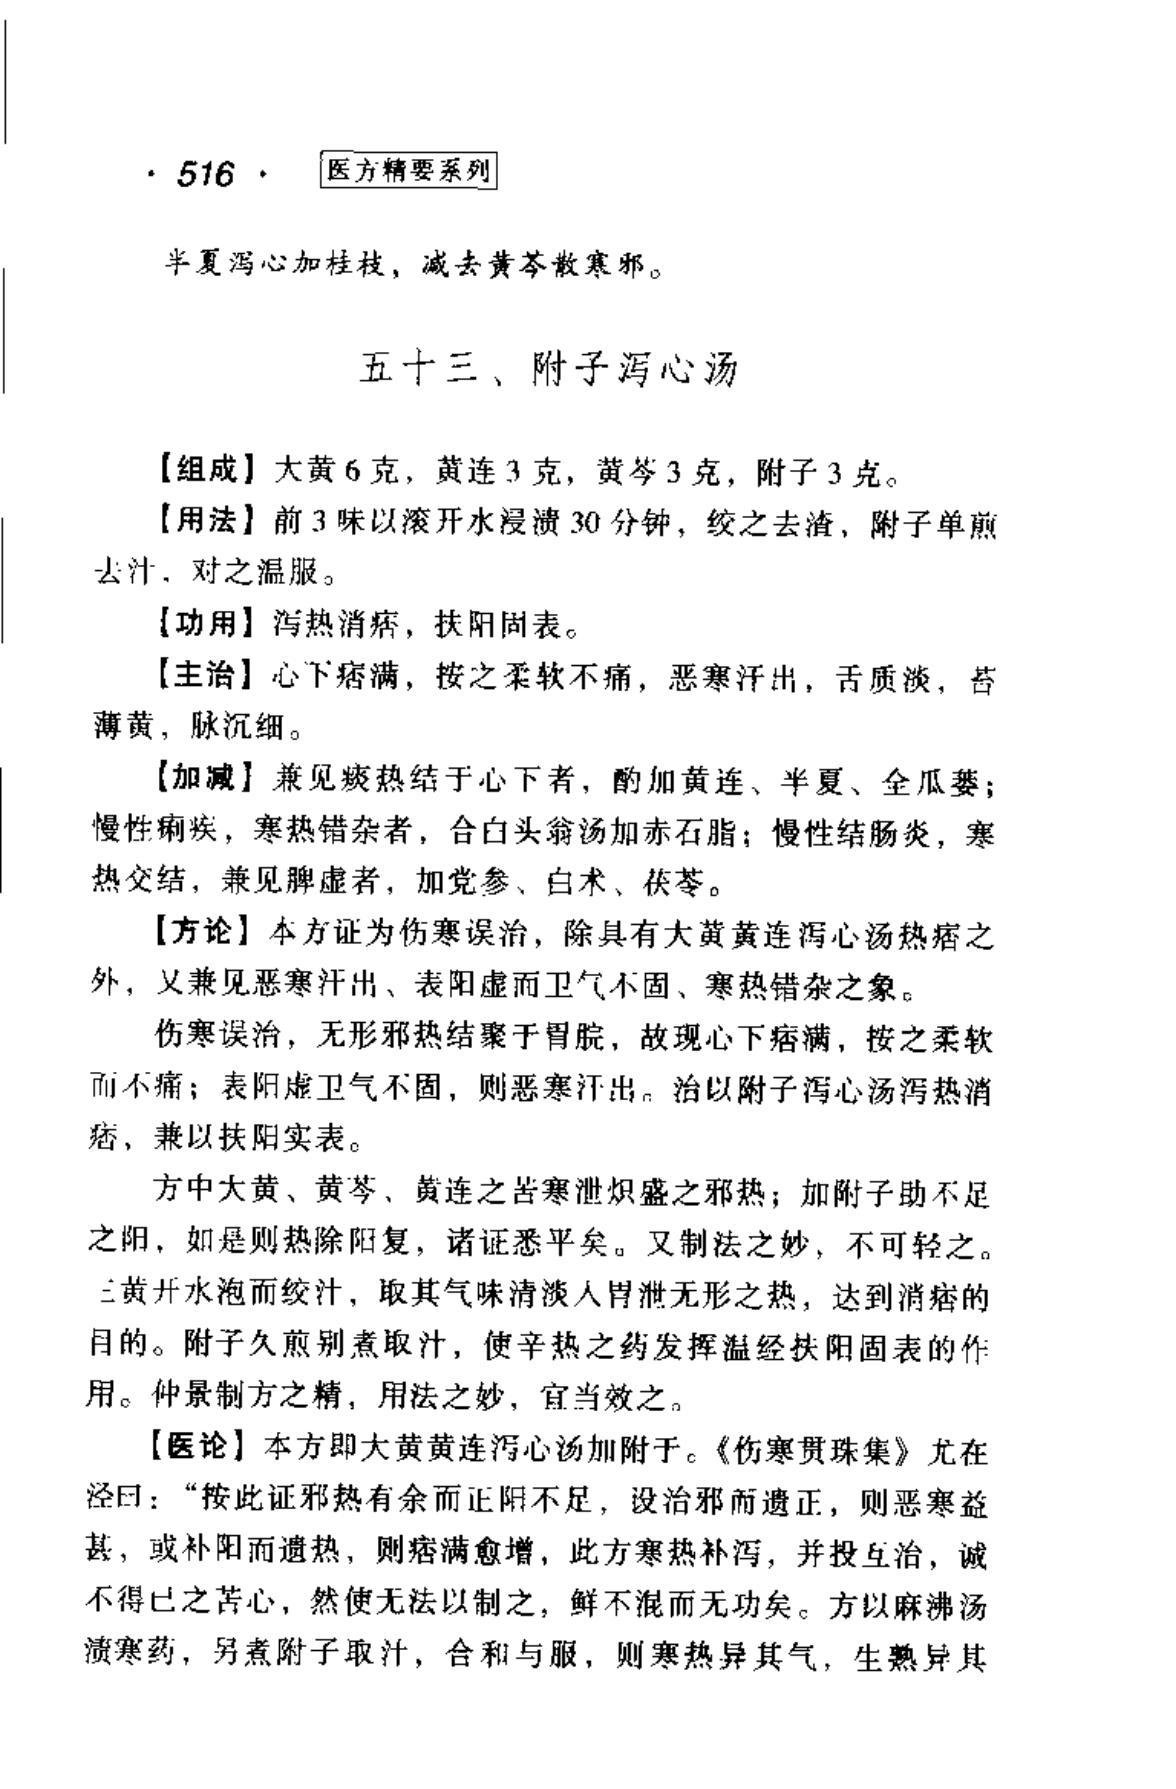 · 516 · 医方精要系列
半夏泻心加桂枝，减去黄芩散寒邪。
五十三、附子泻心汤
【组成】大黄6克，黄连3克，黄芩3克，附子3克。
【用法】前3味以滚开水浸渍30分钟，绞之去渣，附子单煎
去汁，对之温服。
【功用】泻热消痞，扶阳固表。
【主治】心下痞满，按之柔软不痛，恶寒汗出，舌质淡，苔
薄黄，脉沉细。
【加减】兼见痰热结于心下者，酌加黄连、半夏、全瓜蒌；
慢性痢疾，寒热错杂者，合白头翁汤加赤石脂；慢性结肠炎，寒
热交结，兼见脾虚者，加党参、白术、茯苓。
【方论】本方证为伤寒误治，除具有大黄黄连泻心汤热痞之
外，又兼见恶寒汗出、表阳虚而卫气不固、寒热错杂之象。
伤寒误治，无形邪热结聚于胃脘，故现心下痞满，按之柔软
而不痛；表阳虚卫气不固，则恶寒汗出。治以附子泻心汤泻热消
痞，兼以扶阳实表。
方中大黄、黄芩、黄连之苦寒泄炽盛之邪热；加附子助不足
之阳，如是则热除阳复，诸证悉平矣。又制法之妙，不可轻之。
三黄开水泡而绞汁，取其气味清淡入胃泄无形之热，达到消痞的
目的。附子久煎别煮取汁，使辛热之药发挥温经扶阳固表的作
用。仲景制方之精，用法之妙，宜当效之。
【医论】本方即大黄黄连泻心汤加附子。《伤寒贯珠集》尤在
泾曰：“按此证邪热有余而正阳不足，设治邪而遗正，则恶寒益
甚，或补阳而遗热，则痞满愈增，此方寒热补泻，并投互治，诚
不得已之苦心，然使无法以制之，鲜不混而无功矣。方以麻沸汤
渍寒药，另煮附子取汁，合和与服，则寒热异其气，生熟异其